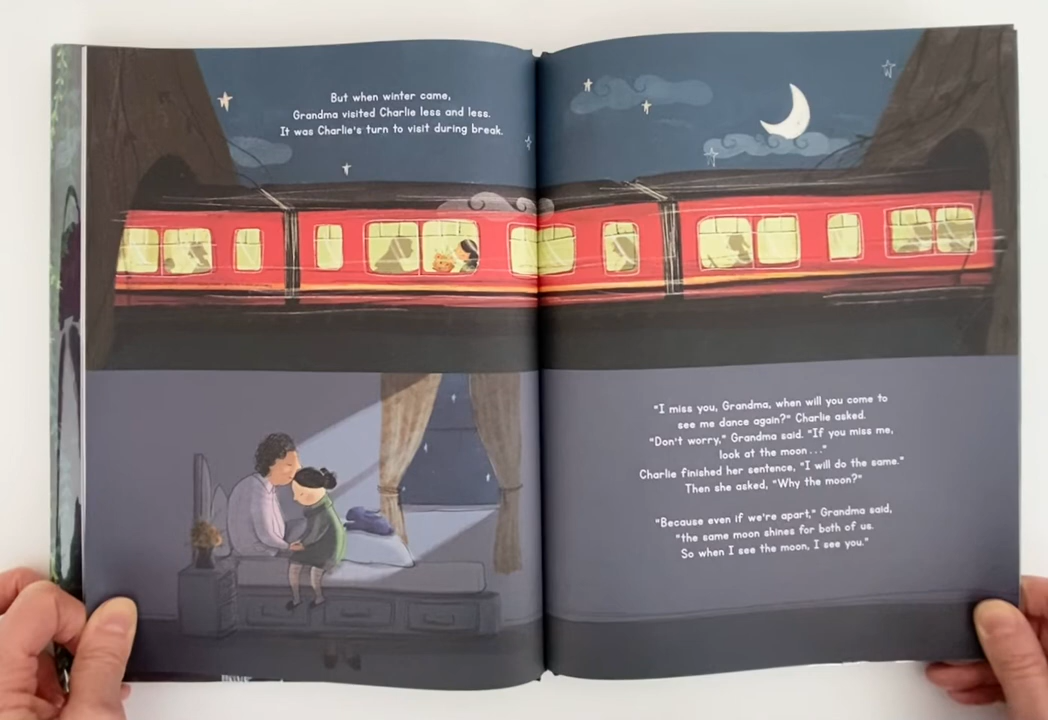 But when winter came,
Grandma visited Charlie less and less.
It was Charlie's turn to visit during break.
"I miss you, Grandma, when will you come to
see me dance again?" Charlie asked.
"Don't worry," Grandma said. "If you miss me,
look at the moon..."
Charlie finished her sentence, "I will do the same."
Then she asked, "Why the moon?"
"Because even if we're apart," Grandma said,
"the same moon shines for both of us.
So when I see the moon, I see you."